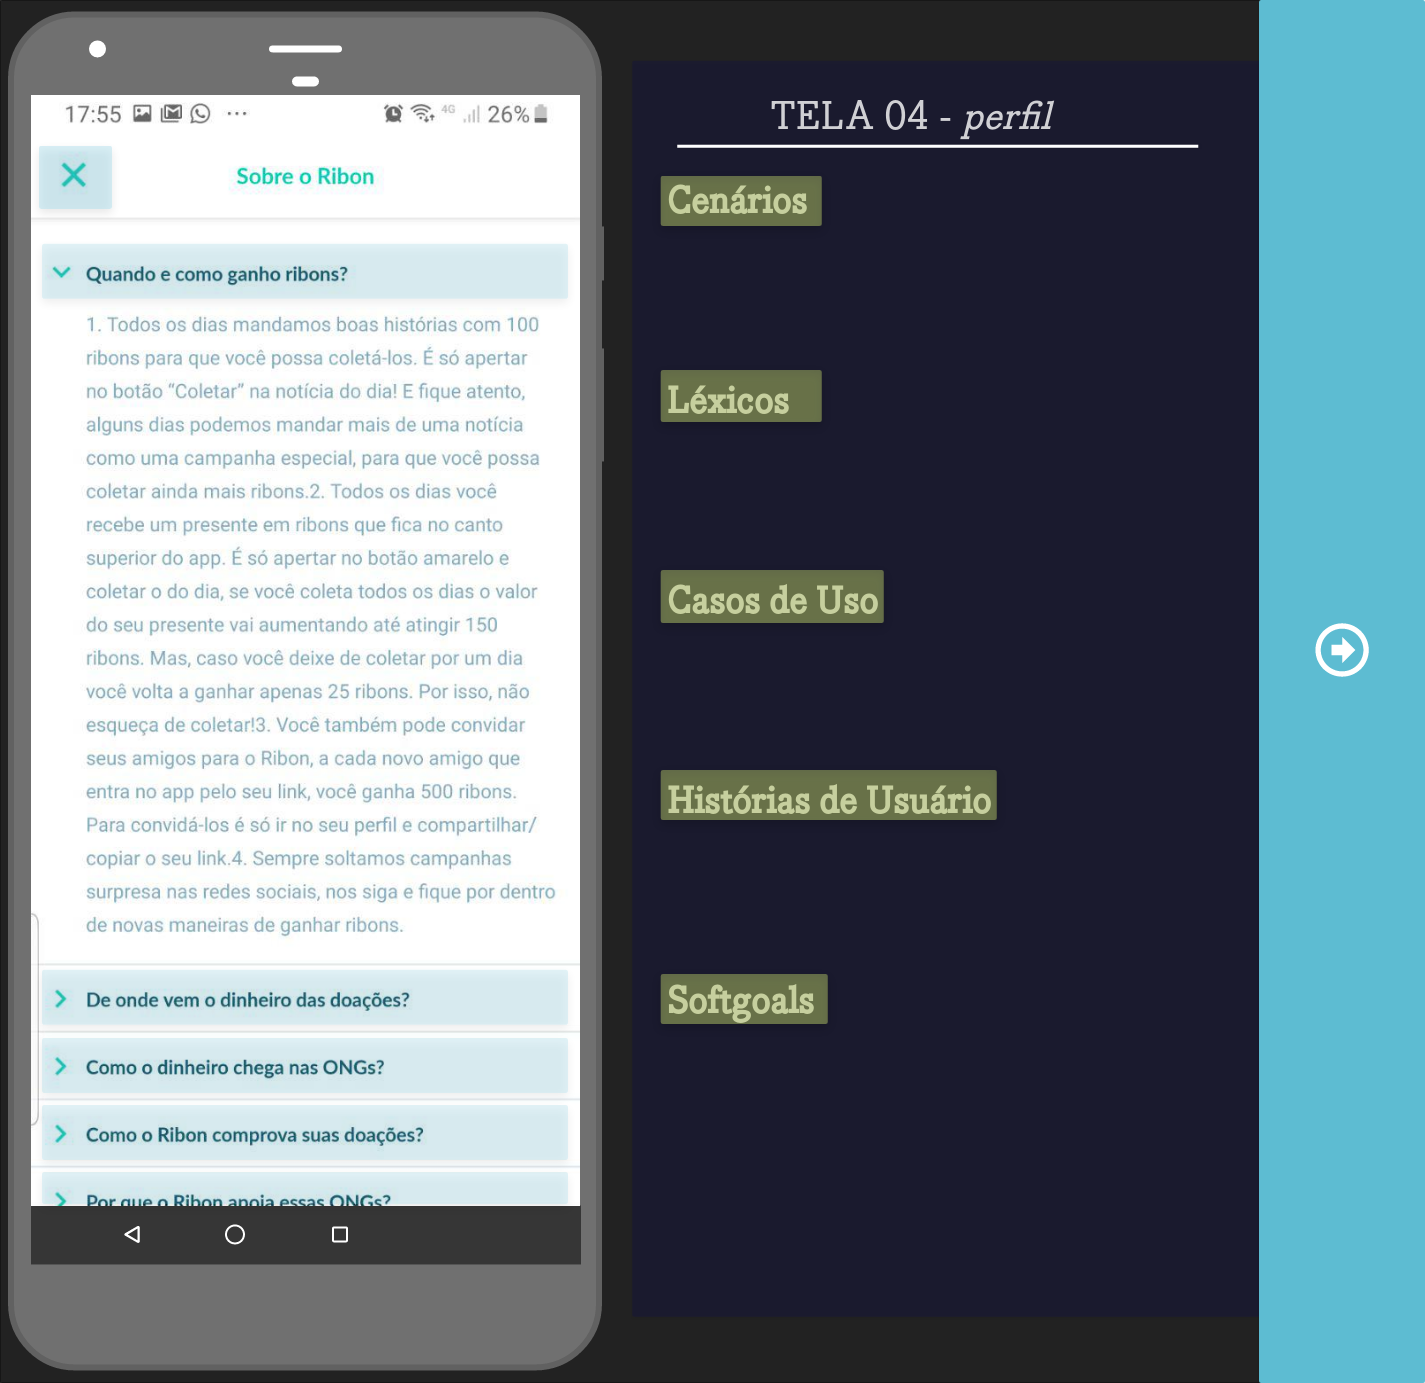 17:55 ... 4G 26%
Sobre o Ribon
Quando e como ganho ribons?
1. Todos os dias mandamos boas histórias com 100
ribons para que você possa coletá-los. É só apertar
no botão “Coletar” na notícia do dia! E fique atento,
alguns dias podemos mandar mais de uma notícia
como uma campanha especial, para que você possa
coletar ainda mais ribons.2. Todos os dias você
recebe um presente em ribons que fica no canto
superior do app. É só apertar no botão amarelo e
coletar o do dia, se você coleta todos os dias o valor
do seu presente vai aumentando até atingir 150
ribons. Mas, caso você deixe de coletar por um dia
você volta a ganhar apenas 25 ribons. Por isso, não
esqueça de coletar!3. Você também pode convidar
seus amigos para o Ribon, a cada novo amigo que
entra no app pelo seu link, você ganha 500 ribons.
Para convidá-los é só ir no seu perfil e compartilhar/
copiar o seu link.4. Sempre soltamos campanhas
surpresa nas redes sociais, nos siga e fique por dentro
de novas maneiras de ganhar ribons.
De onde vem o dinheiro das doações?
Como o dinheiro chega nas ONGs?
Como o Ribon comprova suas doações?
Por que o Ribon apoia essas ONGs?
TELA 04 - perfil
Cenários
Léxicos
Casos de Uso
Histórias de Usuário
Softgoals